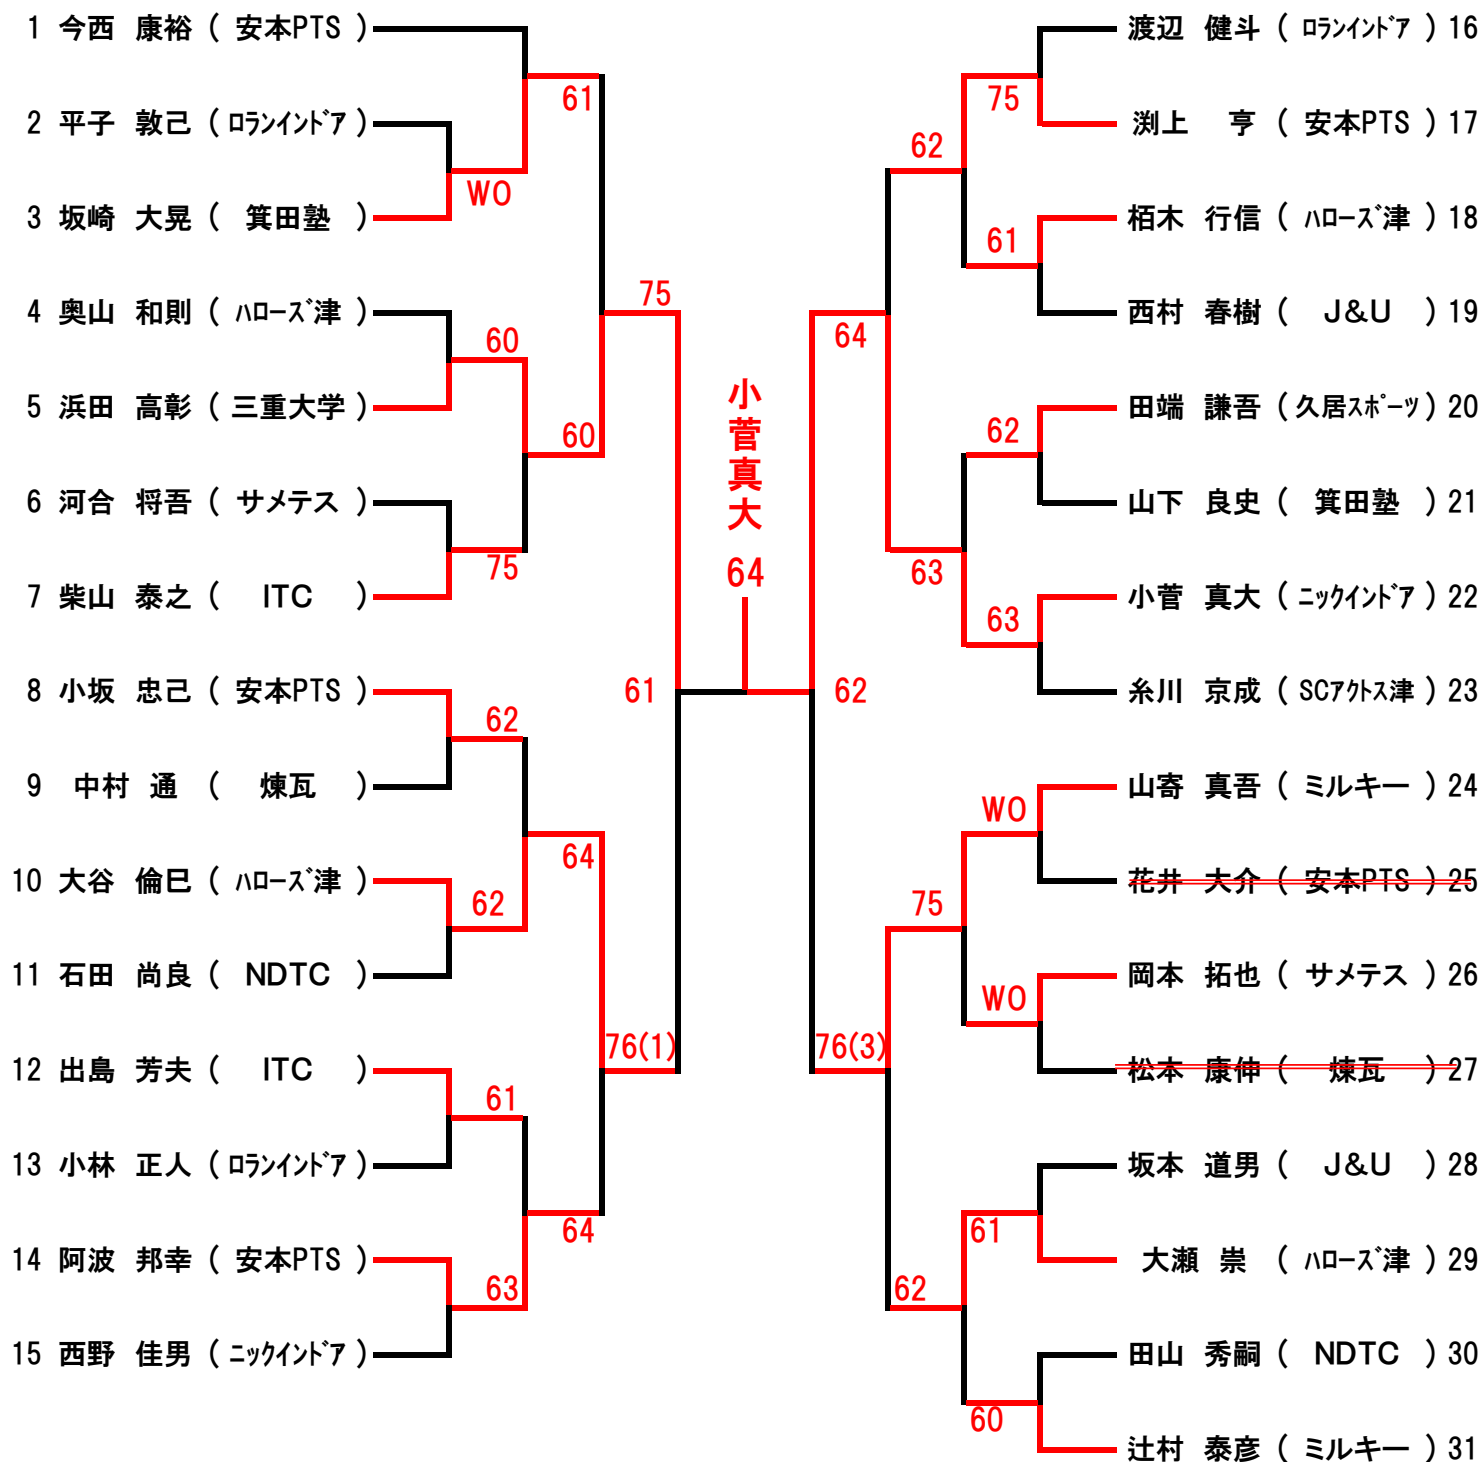 1 今西 康裕 ( 安本PTS )
2 平子 敦己 ( ロランインドア )
3 坂崎 大晃 ( 箕田塾 )
4 奥山 和則 ( ハローズ津 )
5 浜田 高彰 ( 三重大学 )
6 河合 将吾 ( サメテス )
7 柴山 泰之 ( ITC )
8 小坂 忠己 ( 安本PTS )
9 中村 通 ( 煉瓦 )
10 大谷 倫巳 ( ハローズ津 )
11 石田 尚良 ( NDTC )
12 出島 芳夫 ( ITC )
13 小林 正人 ( ロランインドア )
14 阿波 邦幸 ( 安本PTS )
15 西野 佳男 ( ニックインドア )
61
WO
60
60
75
75
62
64
62
61
64
63
76(1)
61
小菅真大
64
62
64
76(3)
62
63
75
62
75
61
62
63
WO
WO
61
60
渡辺 健斗 ( ロランインドア ) 16
渕上 亨 ( 安本PTS ) 17
栢木 行信 ( ハローズ津 ) 18
西村 春樹 ( J&U ) 19
田端 謙吾 ( 久居スポーツ ) 20
山下 良史 ( 箕田塾 ) 21
小菅 真大 ( ニックインドア ) 22
糸川 京成 ( SCアクトス津 ) 23
山寄 真吾 ( ミルキー ) 24
花井 大介 ( 安本PTS ) 25
岡本 拓也 ( サメテス ) 26
松本 康伸 ( 煉瓦 ) 27
坂本 道男 ( J&U ) 28
大瀬 崇 ( ハローズ津 ) 29
田山 秀嗣 ( NDTC ) 30
辻村 泰彦 ( ミルキー ) 31